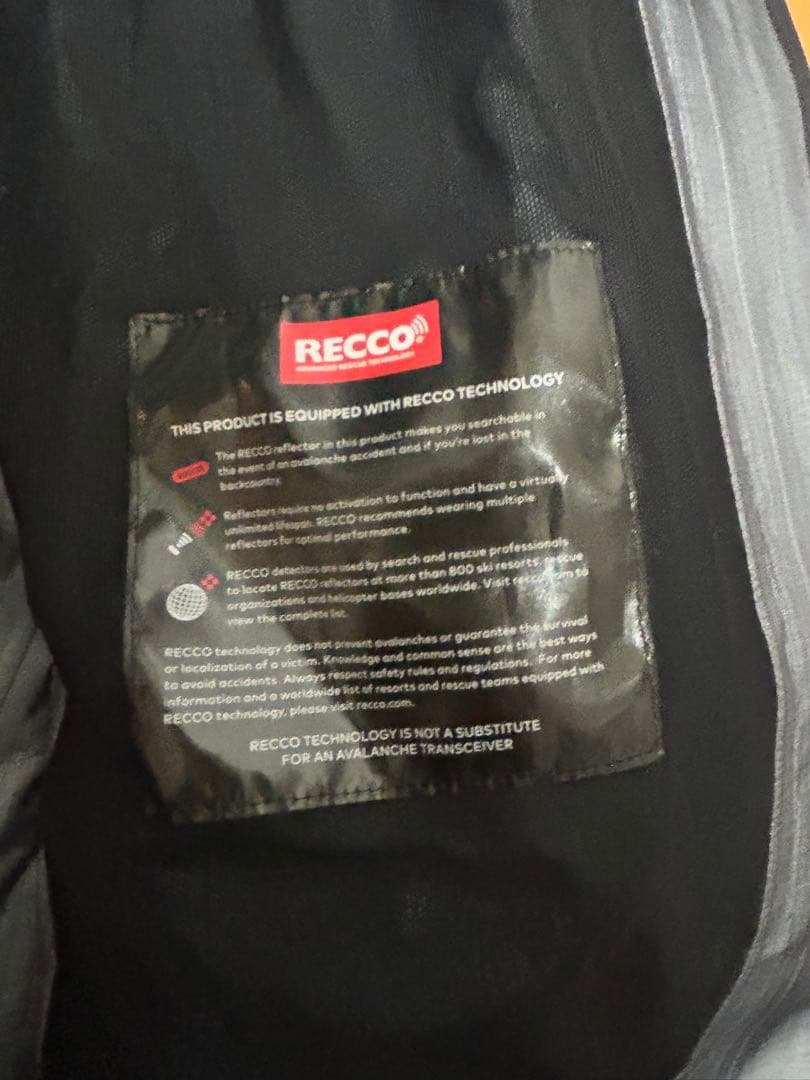 RECCO®
ADVANCED RESCUE TECHNOLOGY
THIS PRODUCT IS EQUIPPED WITH RECCO TECHNOLOGY
The RECCO reflector in this product makes you searchable in
the event of an avalanche accident and if you're lost in the
backcountry.
Reflectors require no activation to function and have a virtually
unlimited lifespan. RECCO recommends wearing multiple
reflectors for optimal performance.
RECCO detectors are used by search and rescue professionals
to locate RECCO reflectors at more than 800 ski resorts, rescue
organizations and helicopter bases worldwide. Visit recco.com to
view the complete list.
RECCO technology does not prevent avalanches or guarantee the survival
or localization of a victim. Knowledge and common sense are the best ways
to avoid accidents. Always respect safety rules and regulations. For more
information and a worldwide list of resorts and rescue teams equipped with
RECCO technology, please visit recco.com.
RECCO TECHNOLOGY IS NOT A SUBSTITUTE
FOR AN AVALANCHE TRANSCEIVER